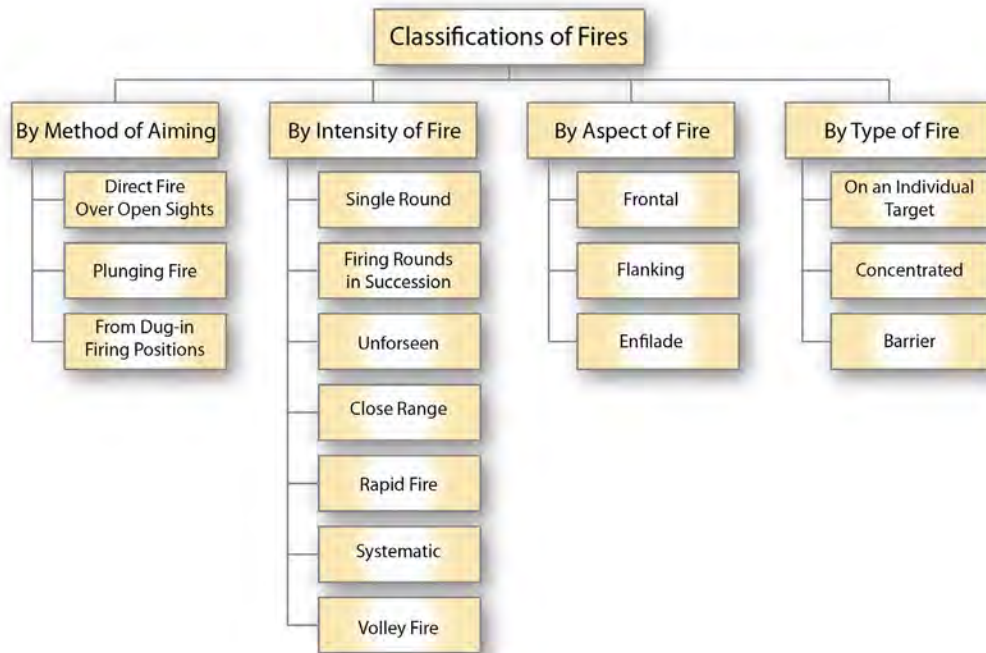 Classifications of Fires
By Method of Aiming
Direct Fire
Over Open Sights
Plunging Fire
From Dug-in
Firing Positions
By Intensity of Fire
Single Round
Firing Rounds
in Succession
Unforseen
Close Range
Rapid Fire
Systematic
Volley Fire
By Aspect of Fire
Frontal
Flanking
Enfilade
By Type of Fire
On an Individual
Target
Concentrated
Barrier